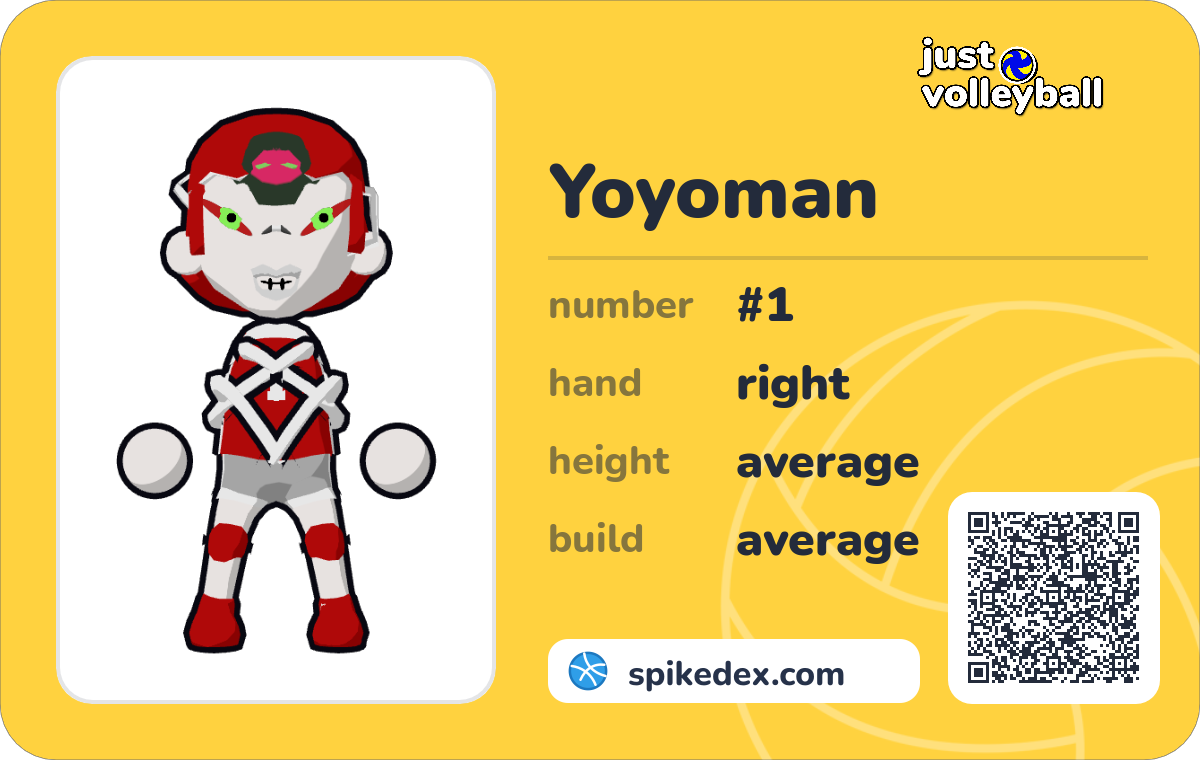 just
volleyball
Yoyoman
number #1
hand right
height average
build average
spikedex.com